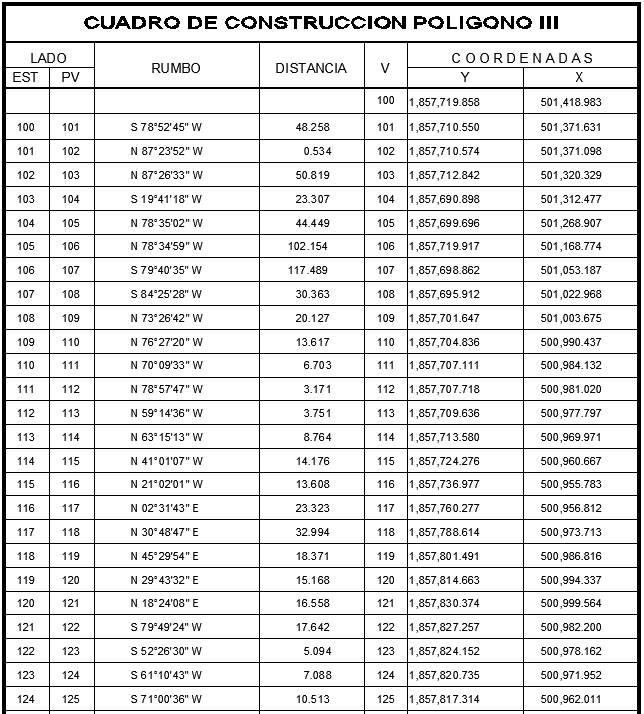 CUADRO DE CONSTRUCCION POLIGONO III
LADO RUMBO DISTANCIA V COORDENADAS
EST PV Y X
100 1,857,719.858 501,418.983
100 101 S 78°52'45" W 48.258 101 1,857,710.550 501,371.631
101 102 N 87°23'52" W 0.534 102 1,857,710.574 501,371.098
102 103 N 87°26'33" W 50.819 103 1,857,712.842 501,320.329
103 104 S 19°41'18" W 23.307 104 1,857,690.898 501,312.477
104 105 N 78°35'02" W 44.449 105 1,857,699.696 501,268.907
105 106 N 78°34'59" W 102.154 106 1,857,719.917 501,168.774
106 107 S 79°40'35" W 117.489 107 1,857,698.862 501,053.187
107 108 S 84°25'28" W 30.363 108 1,857,695.912 501,022.968
108 109 N 73°26'42" W 20.127 109 1,857,701.647 501,003.675
109 110 N 76°27'20" W 13.617 110 1,857,704.836 500,990.437
110 111 N 70°09'33" W 6.703 111 1,857,707.111 500,984.132
111 112 N 78°57'47" W 3.171 112 1,857,707.718 500,981.020
112 113 N 59°14'36" W 3.751 113 1,857,709.636 500,977.797
113 114 N 63°15'13" W 8.764 114 1,857,713.580 500,969.971
114 115 N 41°01'07" W 14.176 115 1,857,724.276 500,960.667
115 116 N 21°02'01" W 13.608 116 1,857,736.977 500,955.783
116 117 N 02°31'43" E 23.323 117 1,857,760.277 500,956.812
117 118 N 30°48'47" E 32.994 118 1,857,788.614 500,973.713
118 119 N 45°29'54" E 18.371 119 1,857,801.491 500,986.816
119 120 N 29°43'32" E 15.168 120 1,857,814.663 500,994.337
120 121 N 18°24'08" E 16.558 121 1,857,830.374 500,999.564
121 122 S 79°49'24" W 17.642 122 1,857,827.257 500,982.200
122 123 S 52°26'30" W 5.094 123 1,857,824.152 500,978.162
123 124 S 61°10'43" W 7.088 124 1,857,820.735 500,971.952
124 125 S 71°00'36" W 10.513 125 1,857,817.314 500,962.011